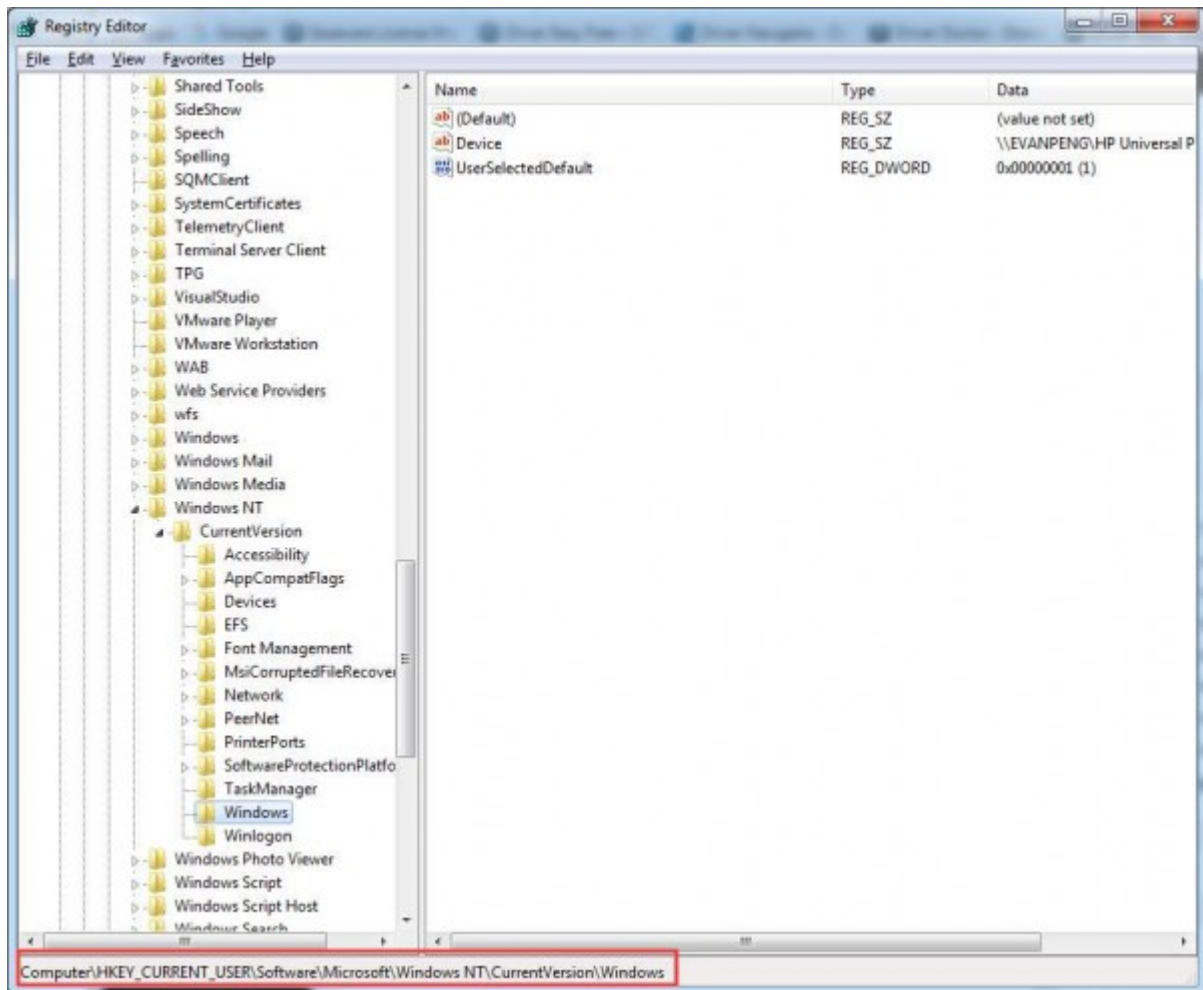 Registry Editor
File Edit View Favorites Help
Shared Tools
SideShow
Speech
Spelling
SQMClient
SystemCertificates
TelemetryClient
Terminal Server Client
TPG
VisualStudio
VMware Player
VMware Workstation
WAB
Web Service Providers
wfs
Windows
Windows Mail
Windows Media
Windows NT
CurrentVersion
Accessibility
AppCompatFlags
Devices
EFS
Font Management
MsiCorruptedFileRecover
Network
PeerNet
PrinterPorts
SoftwareProtectionPlatfo
TaskManager
Windows
Winlogon
Windows Photo Viewer
Windows Script
Windows Script Host
Windows Search
Name Type Data
(Default) REG_SZ (value not set)
Device REG_SZ \\EVANPENG\HP Universal P
UserSelectedDefault REG_DWORD 0x00000001 (1)
Computer\HKEY_CURRENT_USER\Software\Microsoft\Windows NT\CurrentVersion\Windows